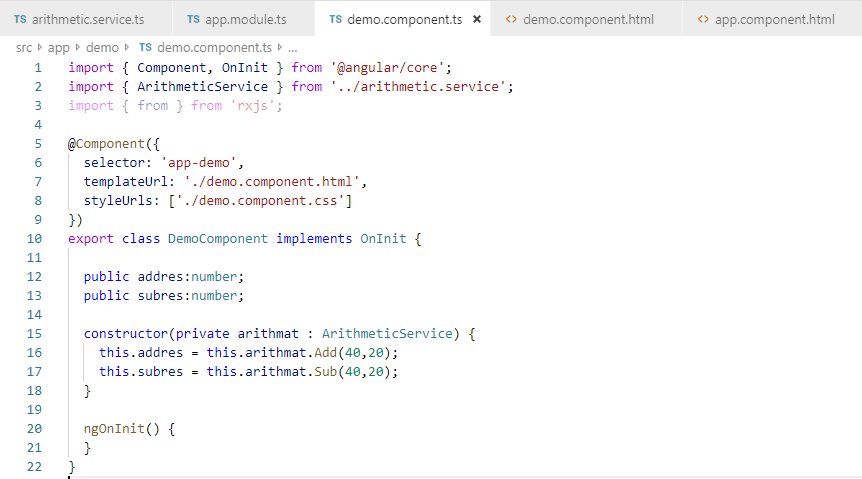 TS arithmetic.service.ts TS app.module.ts TS demo.component.ts × <> demo.component.html <> app.component.html
src > app > demo > TS demo.component.ts > ...
1 import { Component, OnInit } from '@angular/core';
2 import { ArithmeticService } from '../arithmetic.service';
3 import { from } from 'rxjs';
4
5 @Component({
6   selector: 'app-demo',
7   templateUrl: './demo.component.html',
8   styleUrls: ['./demo.component.css']
9 })
10 export class DemoComponent implements OnInit {
11
12   public addres:number;
13   public subres:number;
14
15   constructor(private arithmat : ArithmeticService) {
16     this.addres = this.arithmat.Add(40,20);
17     this.subres = this.arithmat.Sub(40,20);
18   }
19
20   ngOnInit() {
21   }
22 }